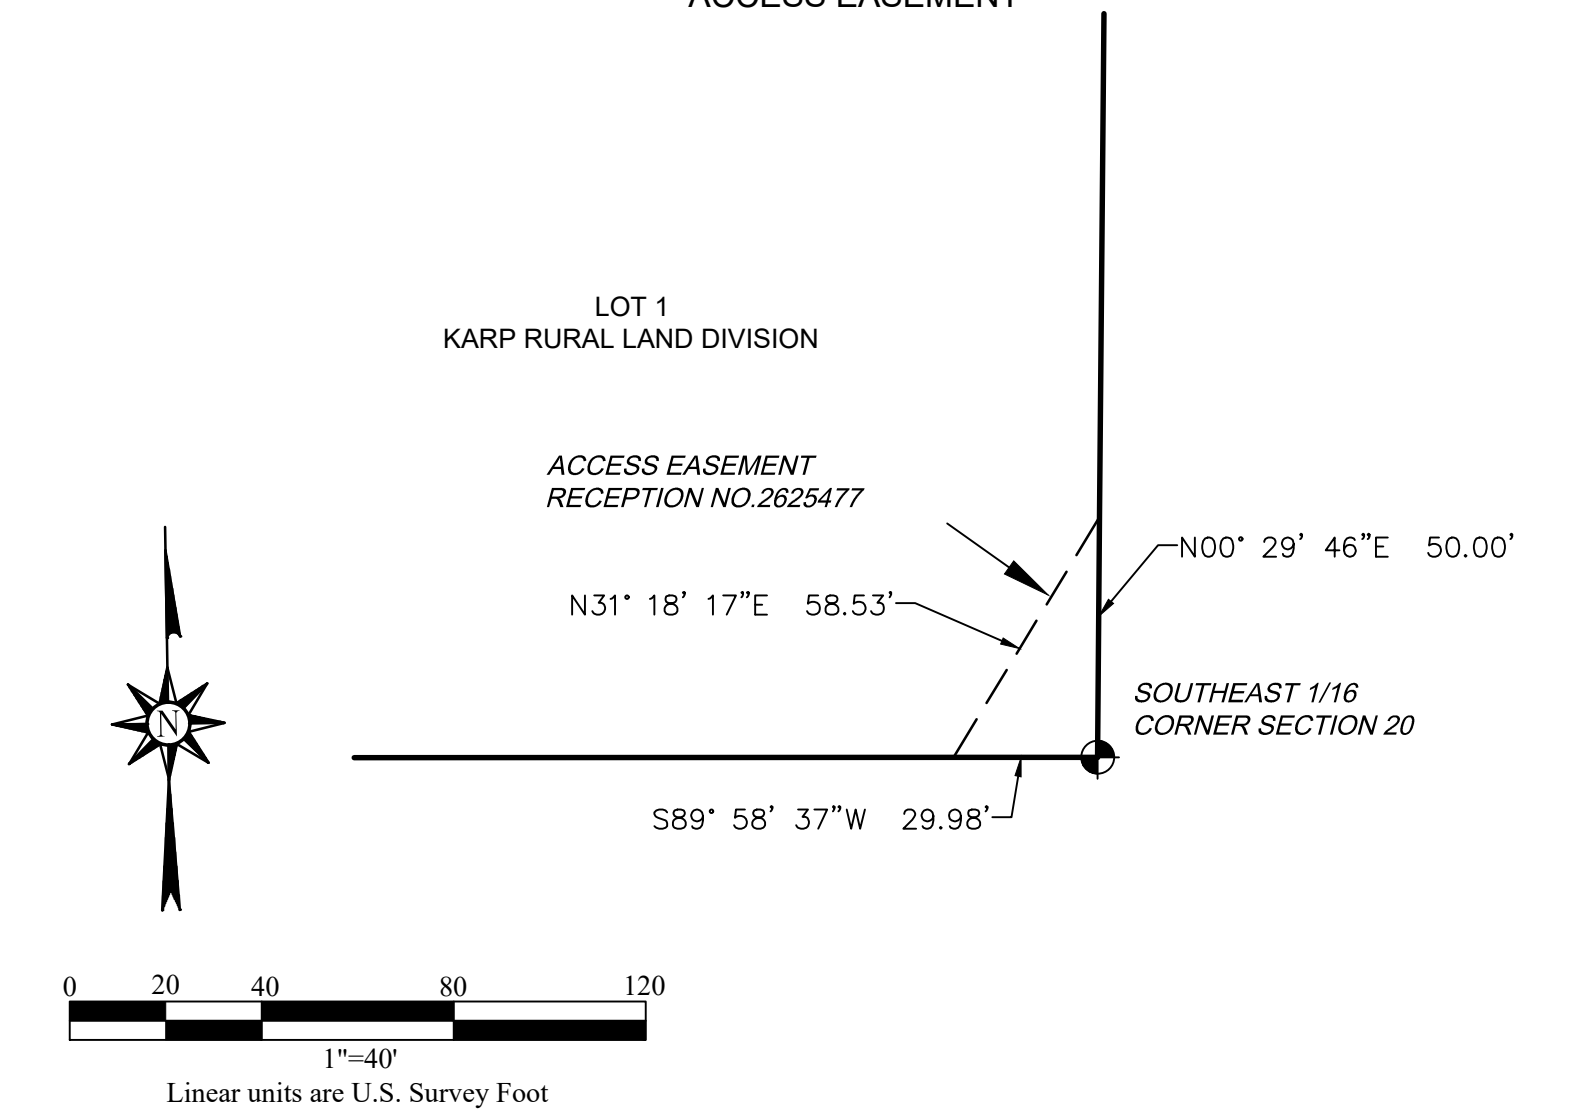 ACCESS EASEMENT
LOT 1
KARP RURAL LAND DIVISION
ACCESS EASEMENT
RECEPTION NO.2625477
N00° 29' 46"E 50.00'
N31° 18' 17"E 58.53'
SOUTHEAST 1/16
CORNER SECTION 20
N
S89° 58' 37"W 29.98'
0 20 40 80 120
1"=40'
Linear units are U.S. Survey Foot